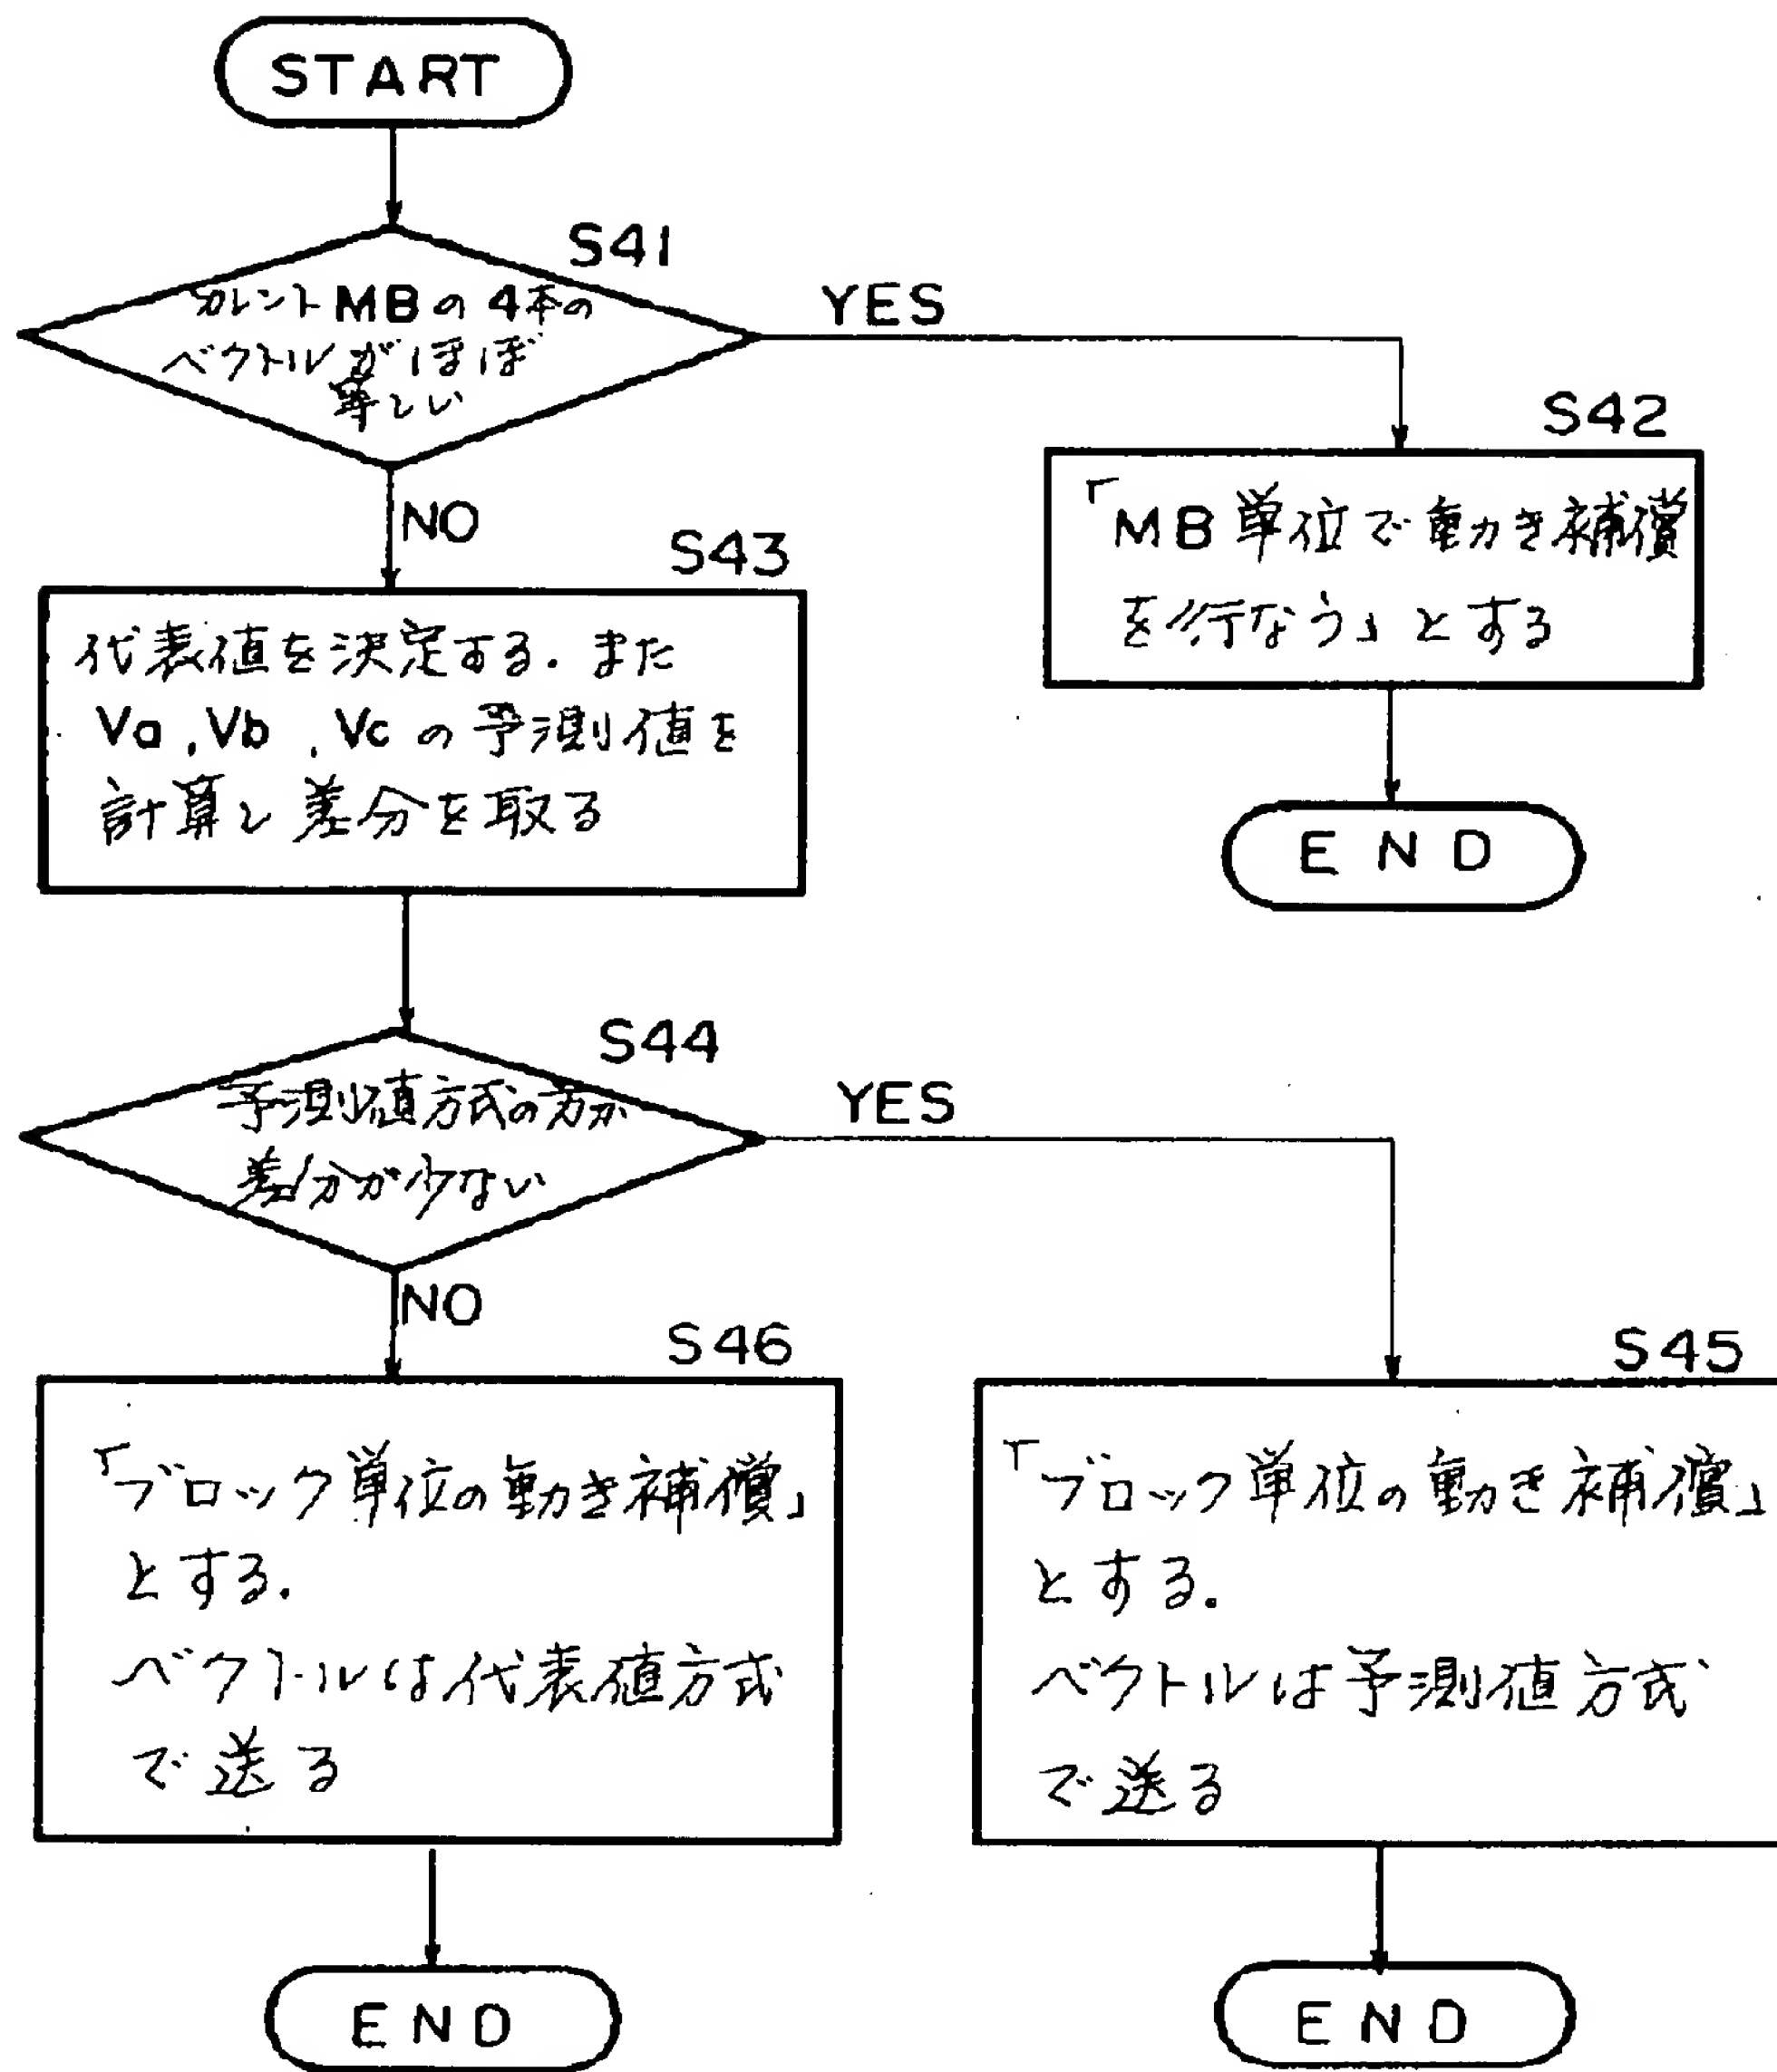 START
S41
カレントMBの4本の
ベクトルがほぼ
等しい
YES
NO
S42
「MB単位で動き補償
を行なう」とする
END
S43
代表値を決定する.また
Va,Vb,Vcの予測値を
計算し差分を取る
S44
予測値方式の方が
差分が少ない
YES
NO
S46
「ブロック単位の動き補償」
とする.
ベクトルは代表値方式
で送る
END
S45
「ブロック単位の動き補償」
とする.
ベクトルは予測値方式
で送る
END